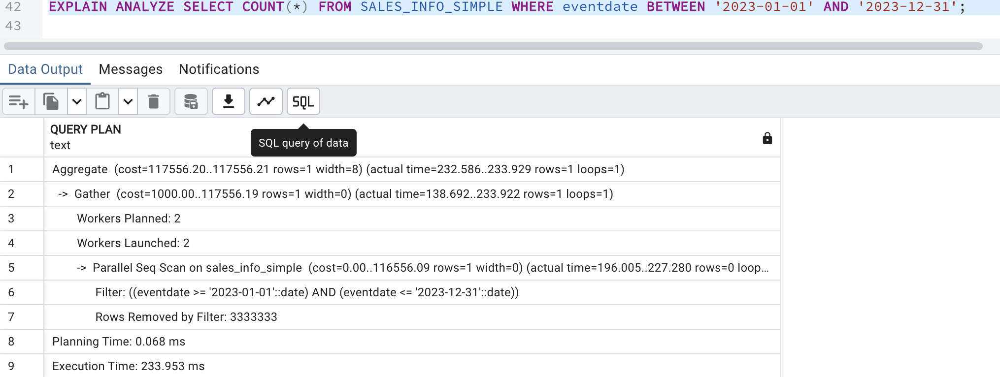 42 EXPLAIN ANALYZE SELECT COUNT(*) FROM SALES_INFO_SIMPLE WHERE eventdate BETWEEN '2023-01-01' AND '2023-12-31';
43
Data Output Messages Notifications
SQL
QUERY PLAN
text
SQL query of data
1 Aggregate (cost=117556.20..117556.21 rows=1 width=8) (actual time=232.586..233.929 rows=1 loops=1)
2 -> Gather (cost=1000.00..117556.19 rows=1 width=0) (actual time=138.692..233.922 rows=1 loops=1)
3 Workers Planned: 2
4 Workers Launched: 2
5 -> Parallel Seq Scan on sales_info_simple (cost=0.00..116556.09 rows=1 width=0) (actual time=196.005..227.280 rows=0 loop...
6 Filter: ((eventdate >= '2023-01-01'::date) AND (eventdate <= '2023-12-31'::date))
7 Rows Removed by Filter: 3333333
8 Planning Time: 0.068 ms
9 Execution Time: 233.953 ms